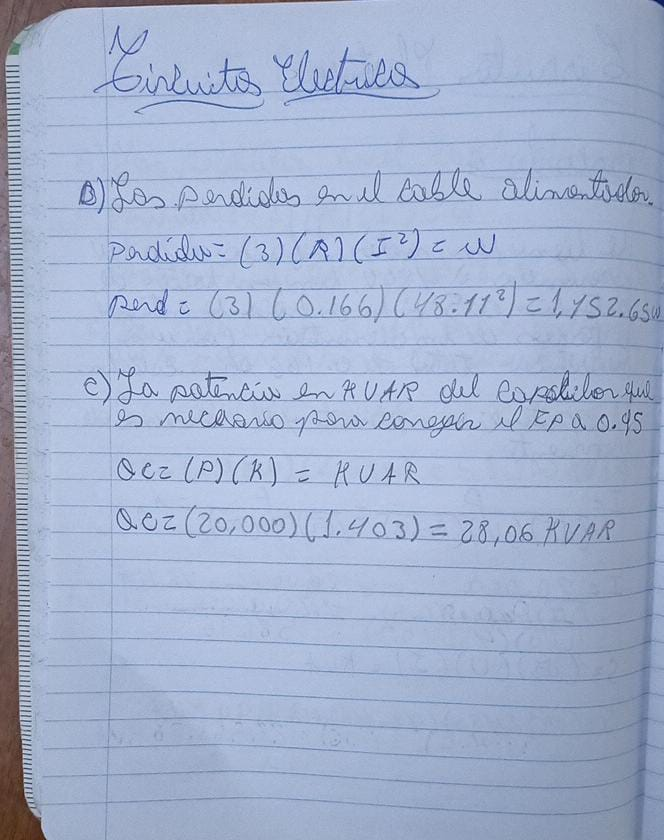 Circuitos Electricos
B) Las perdidas en el cable alimentador.
Perdida = (3)(R)(I²) = W
perd = (3) (0.166)(48.11²) = 1,152.65W
C) La potencia en KVAR del capacitor que
es necesario para corregir el FP a 0.95
Qc = (P)(K) = KVAR
Qc = (20,000)(1.403) = 28,06 KVAR